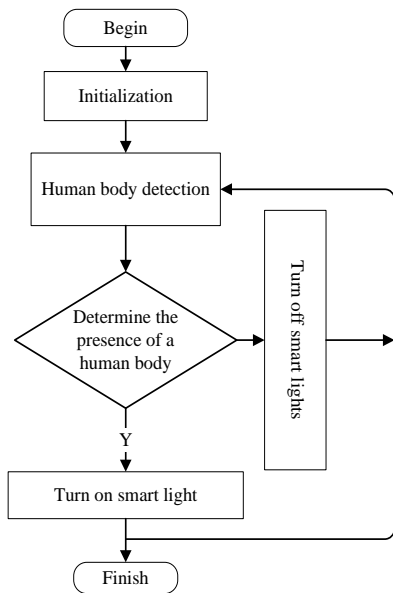 Begin
Initialization
Human body detection
Determine the
presence of a
human body
Turn off smart lights
Y
Turn on smart light
Finish